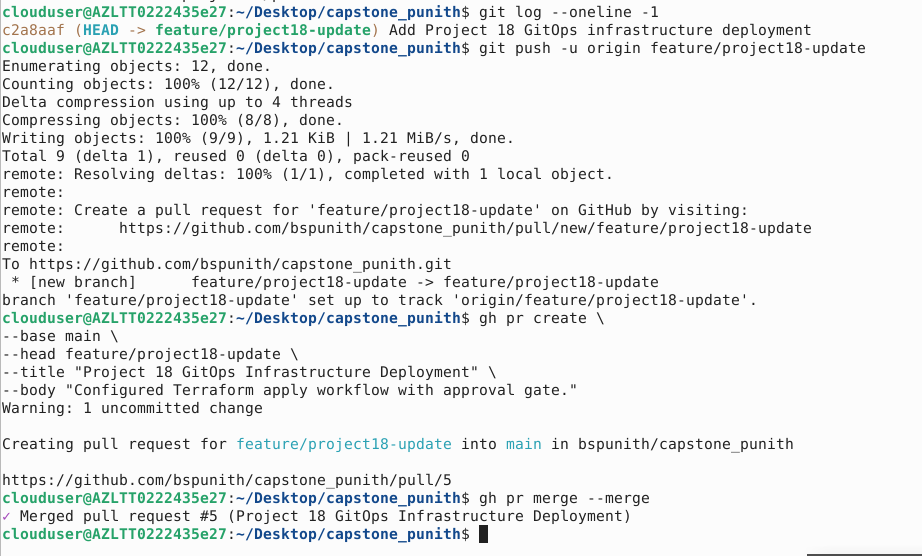 clouduser@AZLTT0222435e27:~/Desktop/capstone_punith$ git log --oneline -1
c2a8aaf (HEAD -> feature/project18-update) Add Project 18 GitOps infrastructure deployment
clouduser@AZLTT0222435e27:~/Desktop/capstone_punith$ git push -u origin feature/project18-update
Enumerating objects: 12, done.
Counting objects: 100% (12/12), done.
Delta compression using up to 4 threads
Compressing objects: 100% (8/8), done.
Writing objects: 100% (9/9), 1.21 KiB | 1.21 MiB/s, done.
Total 9 (delta 1), reused 0 (delta 0), pack-reused 0
remote: Resolving deltas: 100% (1/1), completed with 1 local object.
remote:
remote: Create a pull request for 'feature/project18-update' on GitHub by visiting:
remote:      https://github.com/bspunith/capstone_punith/pull/new/feature/project18-update
remote:
To https://github.com/bspunith/capstone_punith.git
 * [new branch]      feature/project18-update -> feature/project18-update
branch 'feature/project18-update' set up to track 'origin/feature/project18-update'.
clouduser@AZLTT0222435e27:~/Desktop/capstone_punith$ gh pr create \
--base main \
--head feature/project18-update \
--title "Project 18 GitOps Infrastructure Deployment" \
--body "Configured Terraform apply workflow with approval gate."
Warning: 1 uncommitted change

Creating pull request for feature/project18-update into main in bspunith/capstone_punith

https://github.com/bspunith/capstone_punith/pull/5
clouduser@AZLTT0222435e27:~/Desktop/capstone_punith$ gh pr merge --merge
✓ Merged pull request #5 (Project 18 GitOps Infrastructure Deployment)
clouduser@AZLTT0222435e27:~/Desktop/capstone_punith$